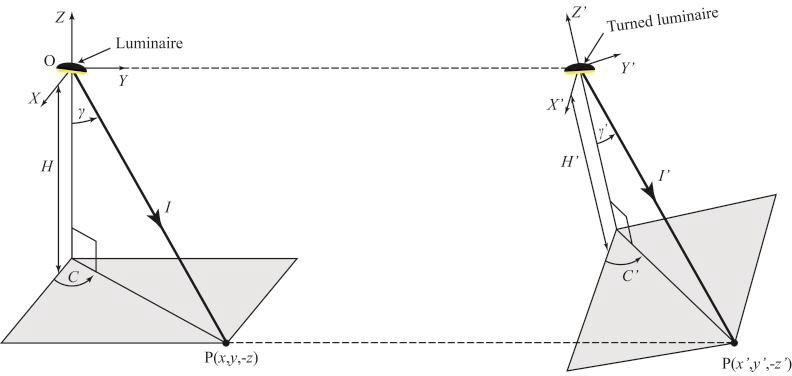 Z
Z’
Turned luminaire
O
Luminaire
Y
Y’
X
X’
γ
γ’
H
H’
I
I’
C
C’
P(x,y,-z)
P(x’,y’,-z’)